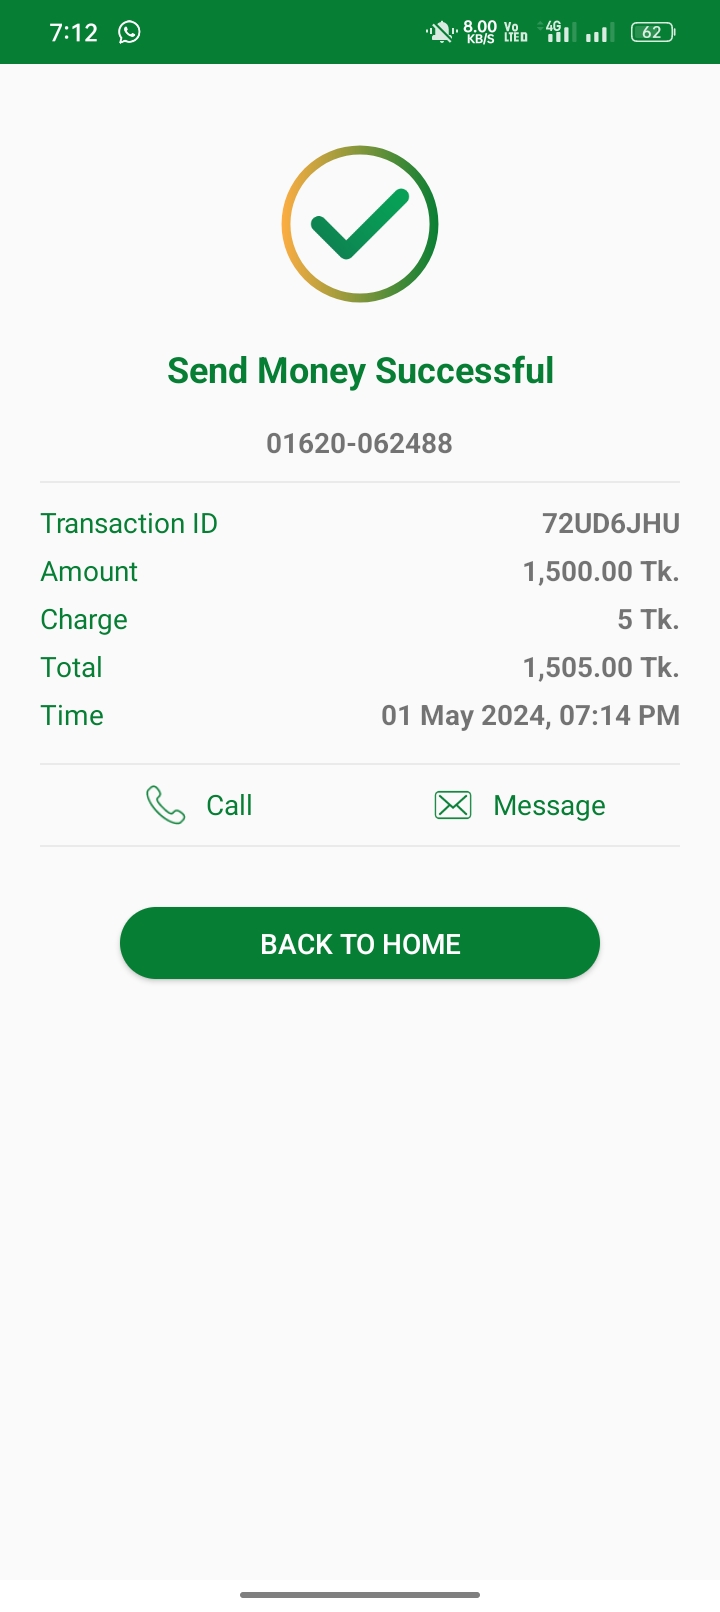 7:12 8.00 KB/S Vo LTE D 4G 62
Send Money Successful
01620-062488
Transaction ID 72UD6JHU
Amount 1,500.00 Tk.
Charge 5 Tk.
Total 1,505.00 Tk.
Time 01 May 2024, 07:14 PM
Call Message
BACK TO HOME